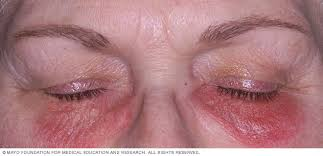 © MAYO FOUNDATION FOR MEDICAL EDUCATION AND RESEARCH. ALL RIGHTS RESERVED.